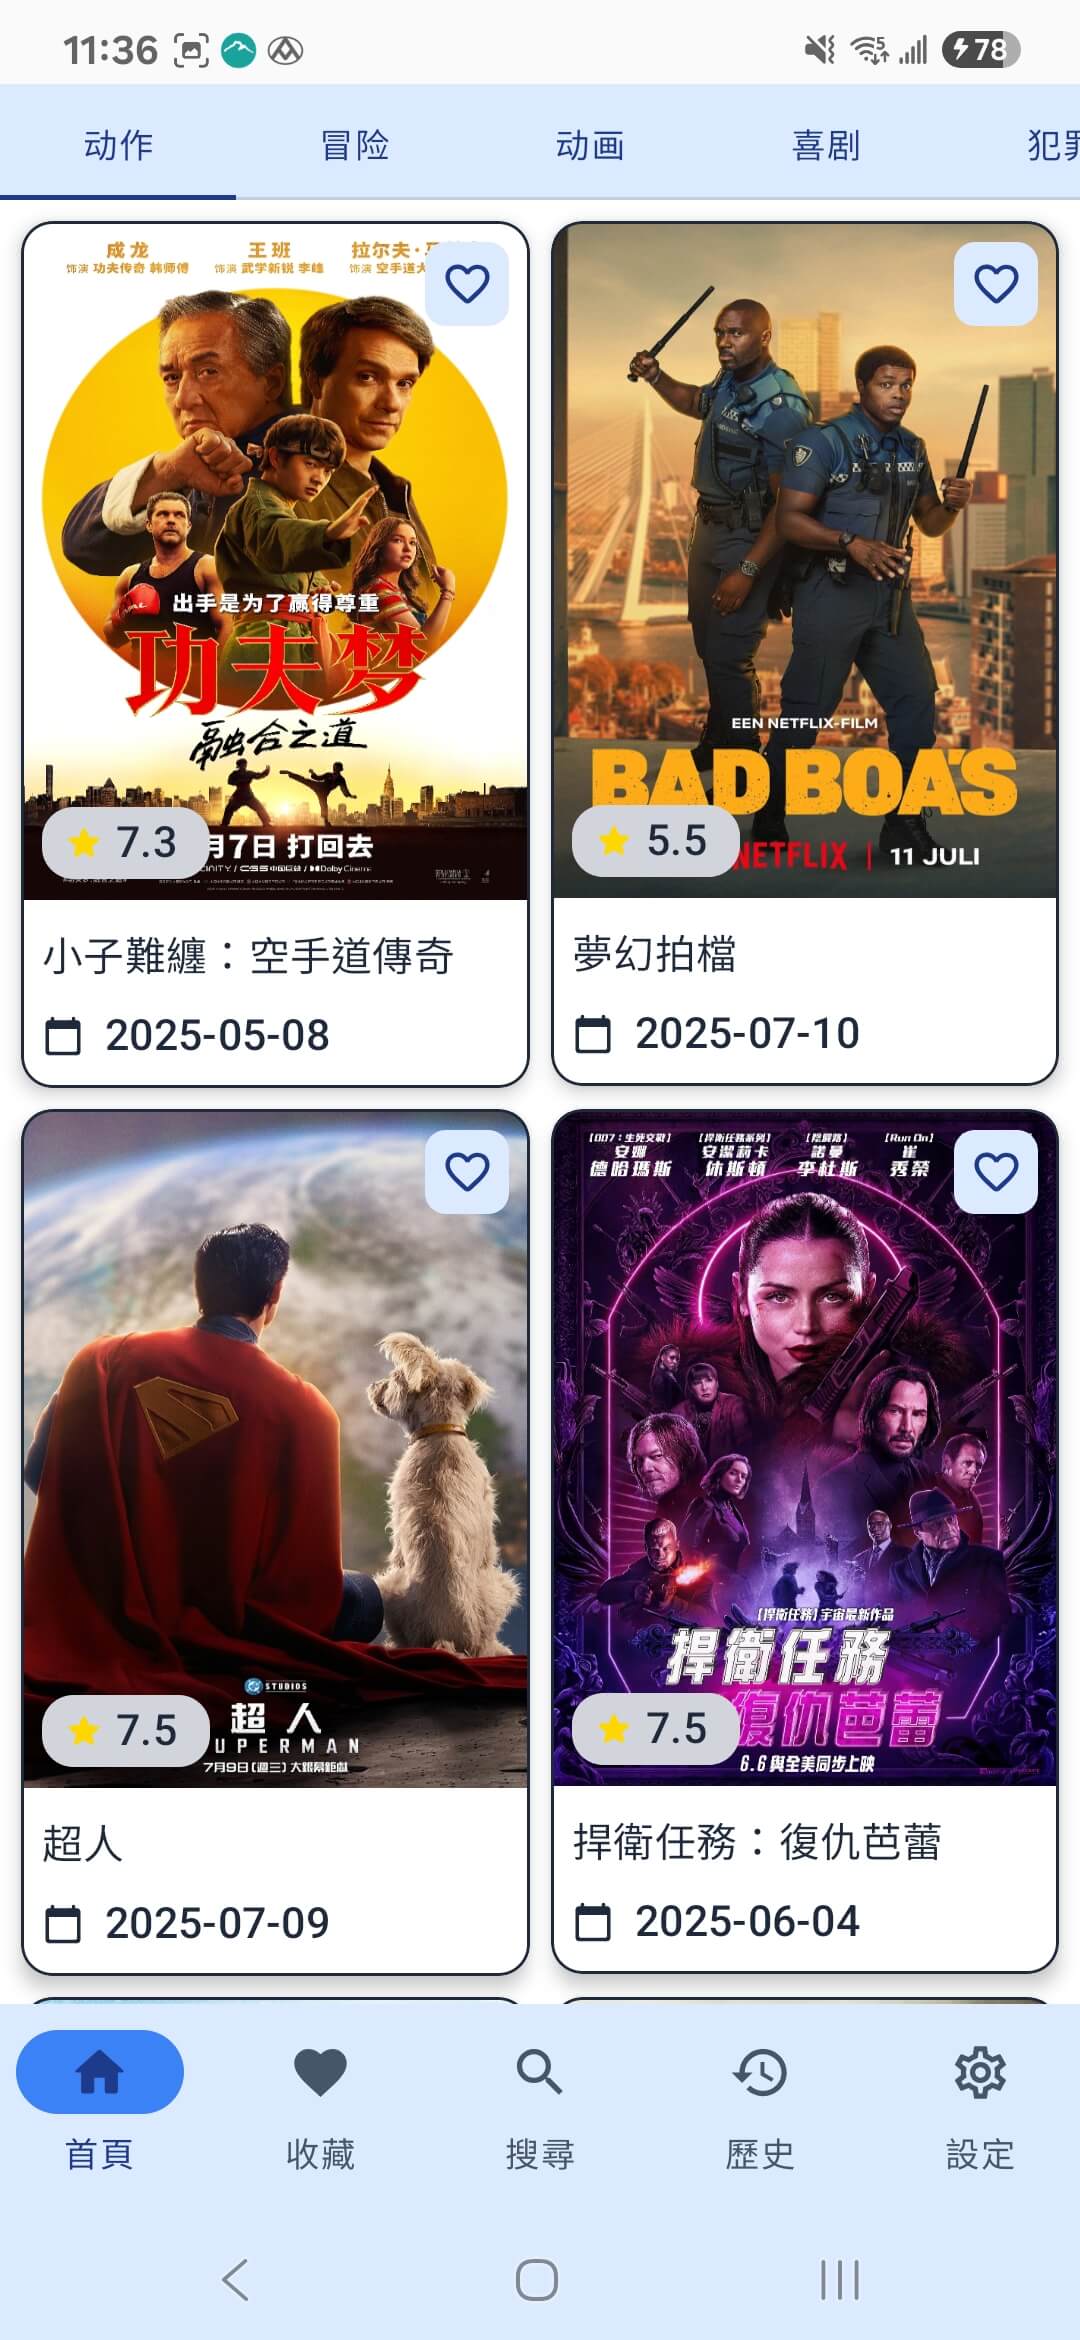 11:36
78
动作 冒险 动画 喜剧 犯罪
成龙 王班 拉尔夫·
饰演 功夫传奇 韩师傅 饰演 武学新锐 李峰 饰演 空手道大
出手是为了赢得尊重
功夫梦
融合之道
月7日 打回去
7.3
小子難纏：空手道傳奇
2025-05-08
EEN NETFLIX-FILM
BAD BOA'S
NETFLIX | 11 JULI
5.5
夢幻拍檔
2025-07-10
DC STUDIOS
超人
UPERMAN
7月9日(週三)大銀幕鉅獻
7.5
超人
2025-07-09
【007：生死交戰】 【捍衛任務系列】 【陰屍路】 【Run On】
安娜 安潔莉卡 諾曼 崔
德哈瑪斯 休斯頓 李杜斯 秀榮
【捍衛任務】宇宙最新作品
捍衛任務
復仇芭蕾
6.6 與全美同步上映
7.5
捍衛任務：復仇芭蕾
2025-06-04
首頁 收藏 搜尋 歷史 設定